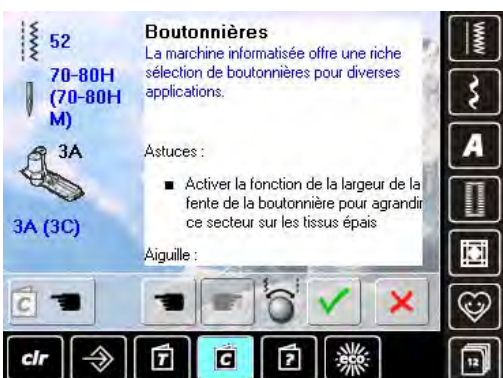 52
70-80H
(70-80H
M)
3A
3A (3C)
Boutonnières
La marchine informatisée offre une riche
sélection de boutonnières pour diverses
applications.
Astuces :
■ Activer la fonction de la largeur de la
fente de la boutonnière pour agrandir
ce secteur sur les tissus épais
Aiguille :
A
12
C
clr
T
C
?
eco